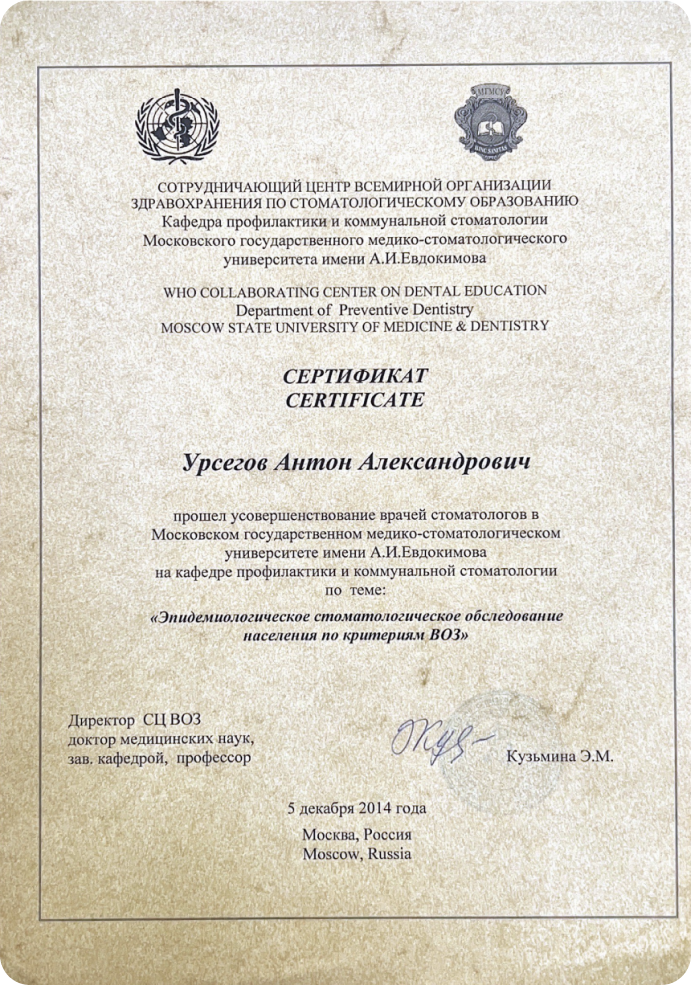 МГМСУ
СОТРУДНИЧАЮЩИЙ ЦЕНТР ВСЕМИРНОЙ ОРГАНИЗАЦИИ
ЗДРАВОХРАНЕНИЯ ПО СТОМАТОЛОГИЧЕСКОМУ ОБРАЗОВАНИЮ
Кафедра профилактики и коммунальной стоматологии
Московского государственного медико-стоматологического
университета имени А.И.Евдокимова
WHO COLLABORATING CENTER ON DENTAL EDUCATION
Department of Preventive Dentistry
MOSCOW STATE UNIVERSITY OF MEDICINE & DENTISTRY
СЕРТИФИКАТ
CERTIFICATE
Урсегов Антон Александрович
прошел усовершенствование врачей стоматологов в
Московском государственном медико-стоматологическом
университете имени А.И.Евдокимова
на кафедре профилактики и коммунальной стоматологии
по теме:
«Эпидемиологическое стоматологическое обследование
населения по критериям ВОЗ»
Директор СЦ ВОЗ
доктор медицинских наук,
зав. кафедрой, профессор
Кузьмина Э.М.
5 декабря 2014 года
Москва, Россия
Moscow, Russia